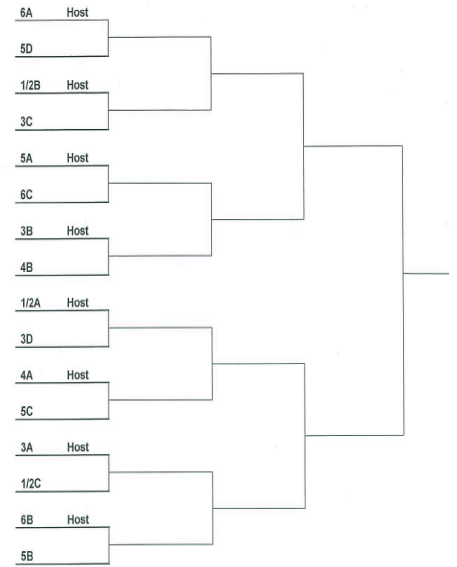 6A Host
5D
1/2B Host
3C
5A Host
6C
3B Host
4B
1/2A Host
3D
4A Host
5C
3A Host
1/2C
6B Host
5B